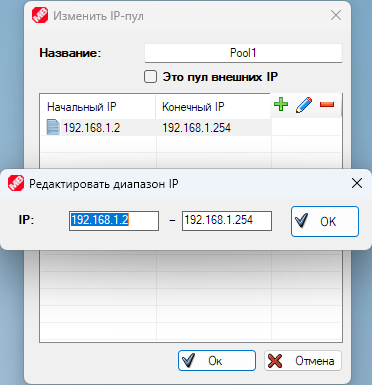 Изменить IP-пул
Название: Pool1
Это пул внешних IP
Начальный IP Конечный IP
192.168.1.2 192.168.1.254
Редактировать диапазон IP
IP: 192.168.1.2 – 192.168.1.254 OK
Ок Отмена